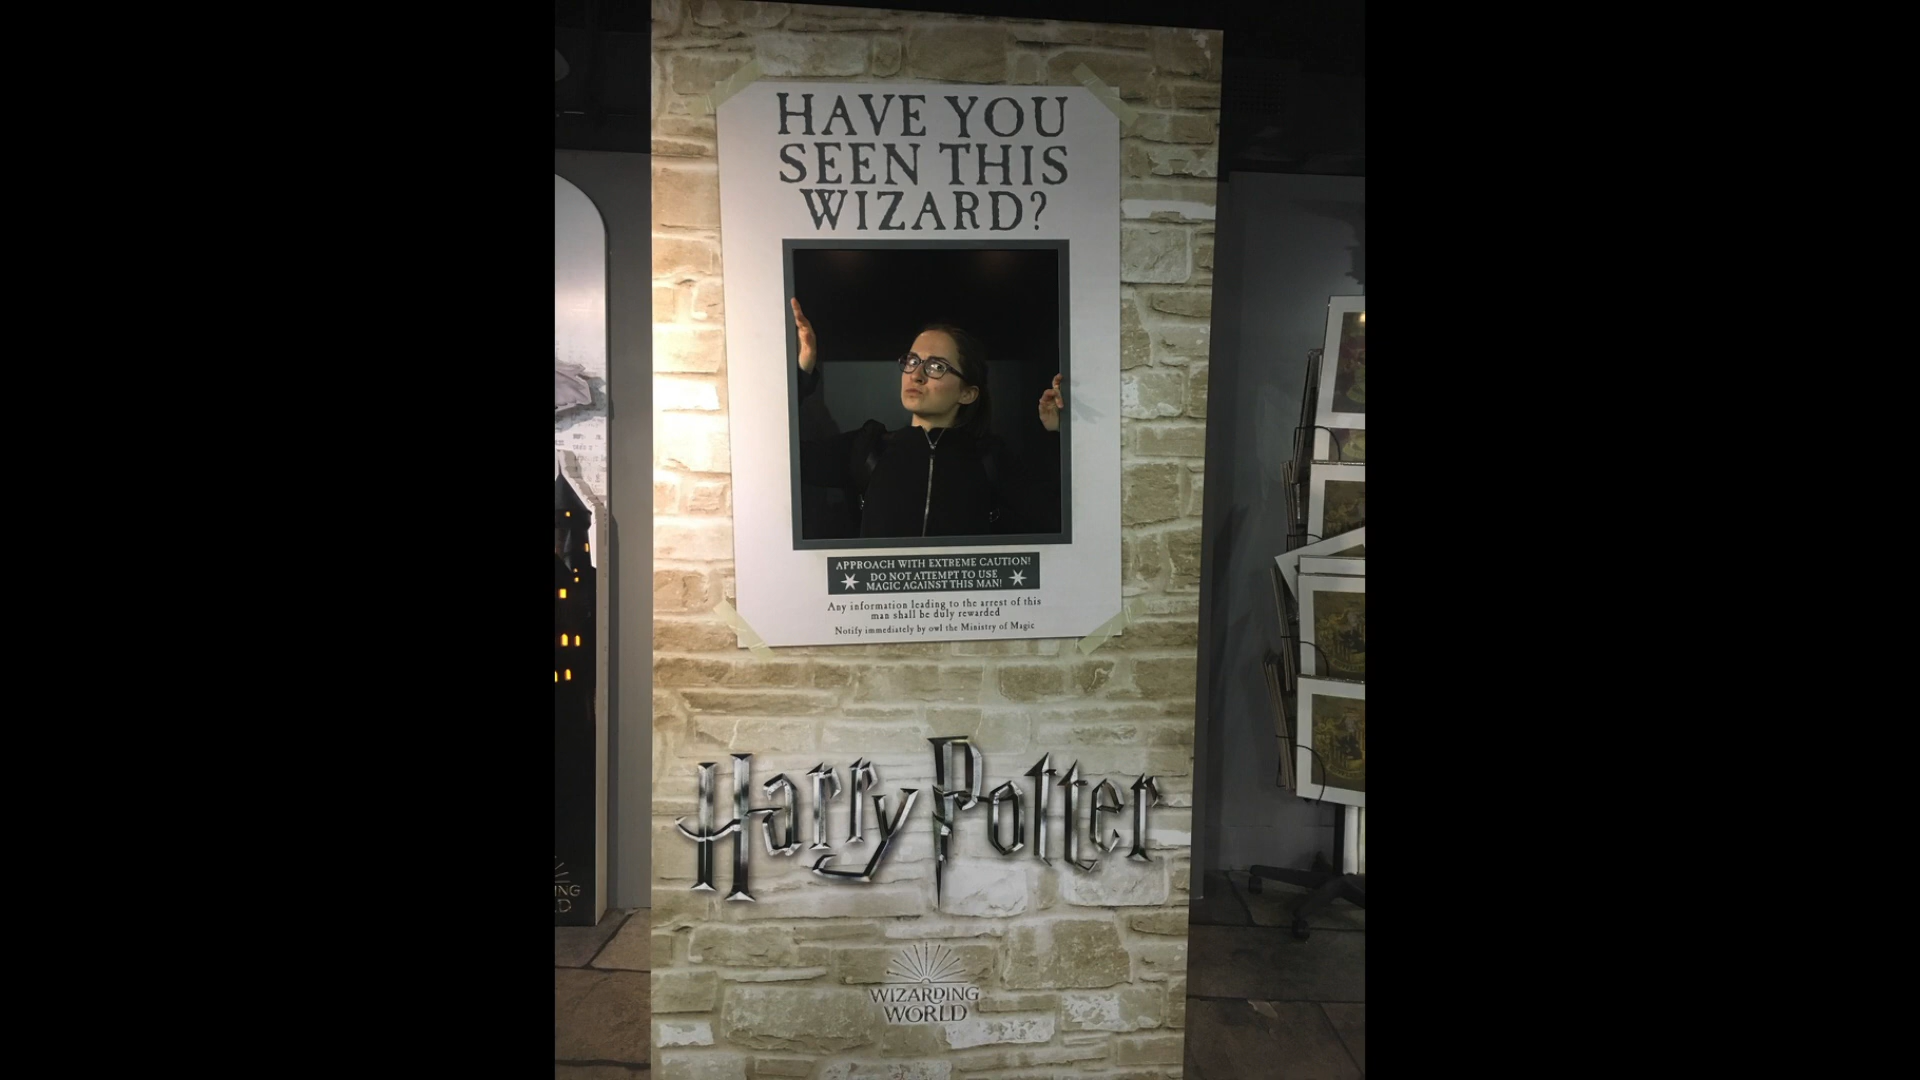 HAVE YOU
SEEN THIS
WIZARD?
APPROACH WITH EXTREME CAUTION!
DO NOT ATTEMPT TO USE
MAGIC AGAINST THIS MAN!
Any information leading to the arrest of this
man shall be duly rewarded
Notify immediately by owl the Ministry of Magic
Harry Potter
WIZARDING
WORLD
ING
D